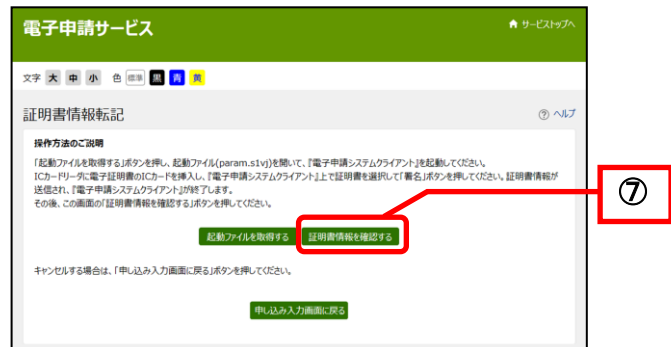 電子申請サービス
サービストップへ
文字 大 中 小 色 標準 黒 青 黄
証明書情報転記
? ヘルプ
操作方法のご説明
「起動ファイルを取得する」ボタンを押し、起動ファイル(param.s1vj)を開いて、『電子申請システムクライアント』を起動してください。
ICカードリーダに電子証明書のICカードを挿入し、『電子申請システムクライアント』上で証明書を選択して「署名」ボタンを押してください。証明書情報が
送信され、『電子申請システムクライアント』が終了します。
その後、この画面の「証明書情報を確認する」ボタンを押してください。
起動ファイルを取得する 証明書情報を確認する
⑦
キャンセルする場合は、「申し込み入力画面に戻る」ボタンを押してください。
申し込み入力画面に戻る